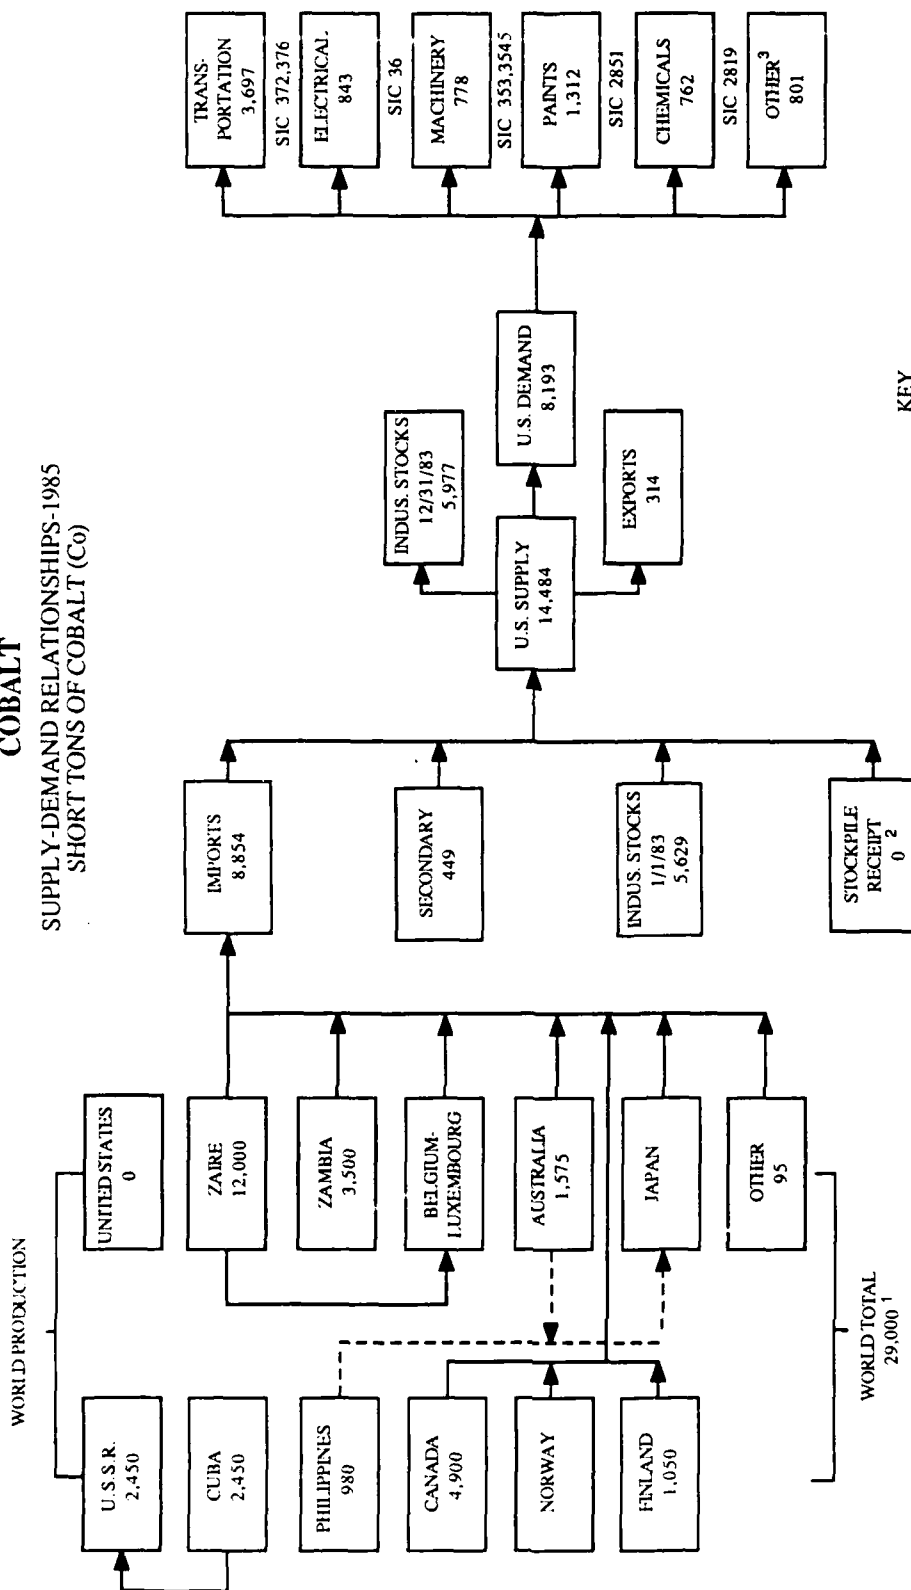 COBALT
SUPPLY-DEMAND RELATIONSHIPS-1985
SHORT TONS OF COBALT (Co)
WORLD PRODUCTION
U.S.S.R.
2,450
CUBA
2,450
PHILIPPINES
980
CANADA
4,900
NORWAY
FINLAND
1,050
UNITED STATES
0
ZAIRE
12,000
ZAMBIA
3,500
BELGIUM-
LUXEMBOURG
AUSTRALIA
1,575
JAPAN
OTHER
95
WORLD TOTAL
29,000 1
IMPORTS
8,854
SECONDARY
449
INDUS. STOCKS
1/1/83
5,629
STOCKPILE
RECEIPT
0 2
U.S. SUPPLY
14,484
INDUS. STOCKS
12/31/83
5,977
EXPORTS
314
U.S. DEMAND
8,193
TRANS-
PORTATION
3,697
SIC 372,376
ELECTRICAL
843
SIC 36
MACHINERY
778
SIC 353,3545
PAINTS
1,312
SIC 2851
CHEMICALS
762
SIC 2819
OTHER3
801
KEY